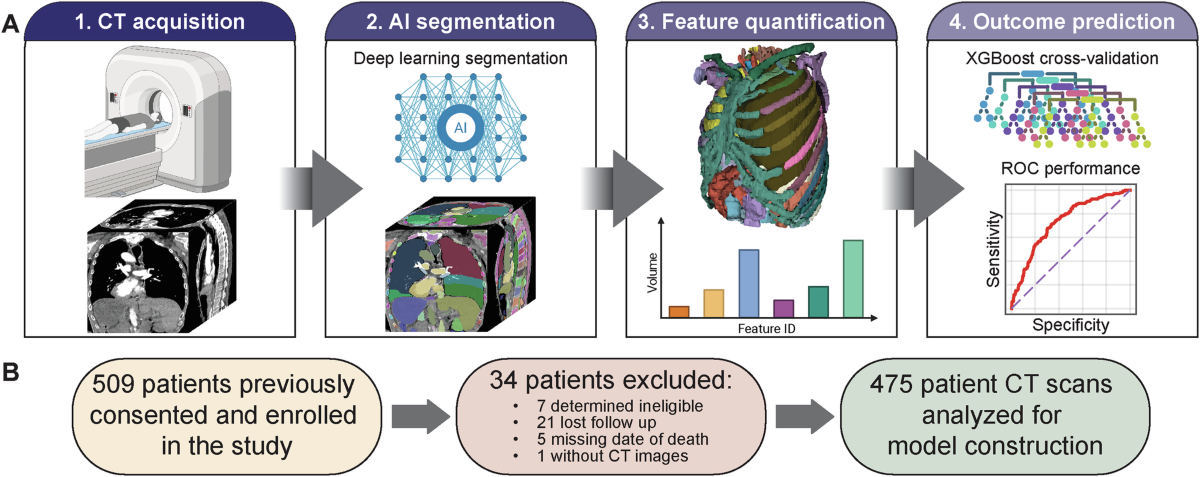 A
1. CT acquisition
2. AI segmentation
Deep learning segmentation
AI
3. Feature quantification
Volume
Feature ID
4. Outcome prediction
XGBoost cross-validation
ROC performance
Sensitivity
Specificity
B
509 patients previously
consented and enrolled
in the study
34 patients excluded:
• 7 determined ineligible
• 21 lost follow up
• 5 missing date of death
• 1 without CT images
475 patient CT scans
analyzed for
model construction